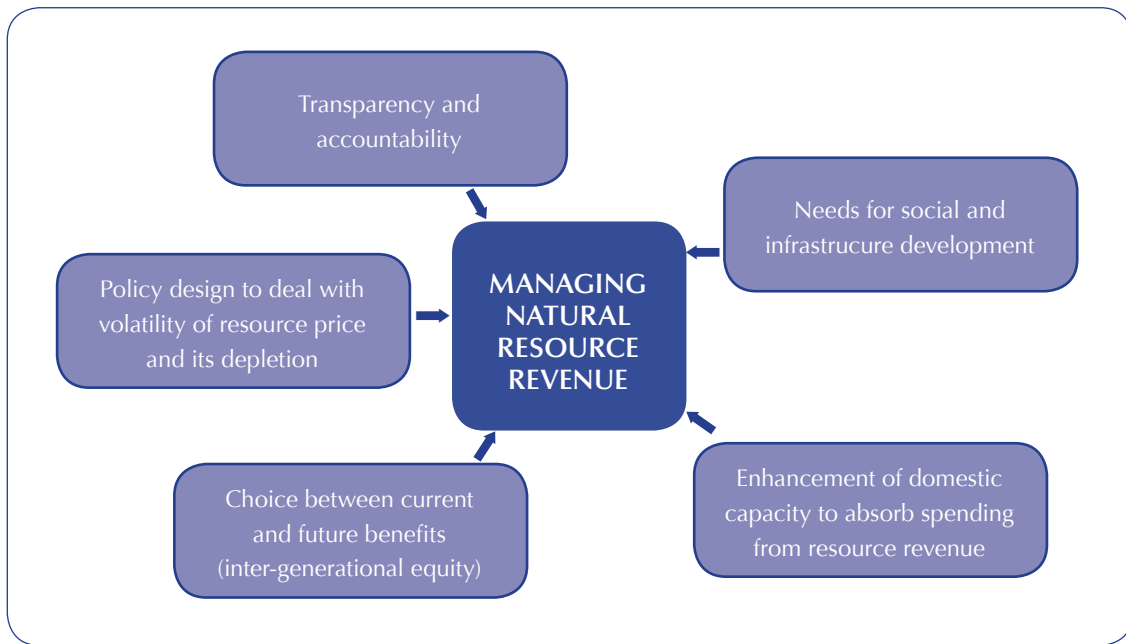 Transparency and
accountability
Needs for social and
infrastrucure development
MANAGING
NATURAL
RESOURCE
REVENUE
Policy design to deal with
volatility of resource price
and its depletion
Choice between current
and future benefits
(inter-generational equity)
Enhancement of domestic
capacity to absorb spending
from resource revenue